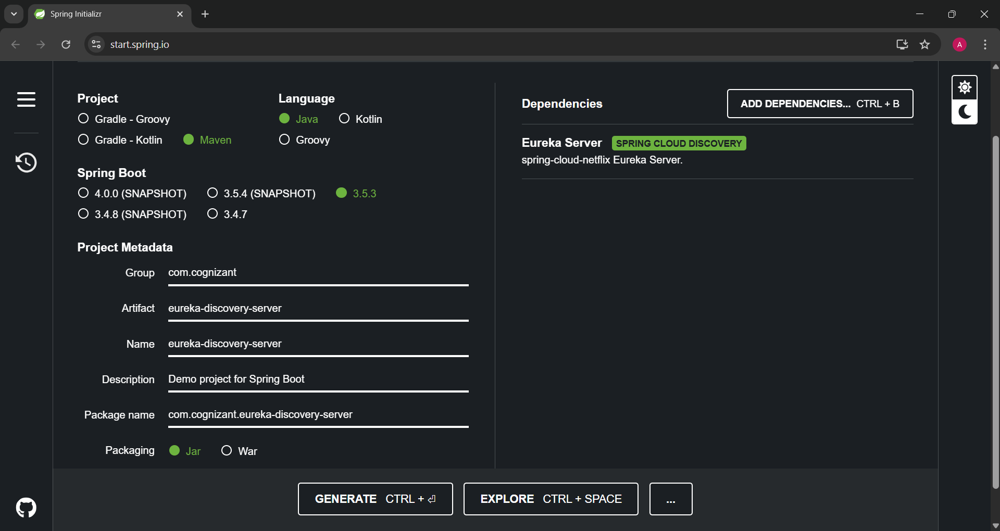 Spring Initializr
start.spring.io
A
Project
Gradle - Groovy
Gradle - Kotlin
Maven
Language
Java
Kotlin
Groovy
Spring Boot
4.0.0 (SNAPSHOT)
3.5.4 (SNAPSHOT)
3.5.3
3.4.8 (SNAPSHOT)
3.4.7
Project Metadata
Group
com.cognizant
Artifact
eureka-discovery-server
Name
eureka-discovery-server
Description
Demo project for Spring Boot
Package name
com.cognizant.eureka-discovery-server
Packaging
Jar
War
Dependencies
ADD DEPENDENCIES... CTRL + B
Eureka Server SPRING CLOUD DISCOVERY
spring-cloud-netflix Eureka Server.
GENERATE CTRL + ⏎
EXPLORE CTRL + SPACE
...